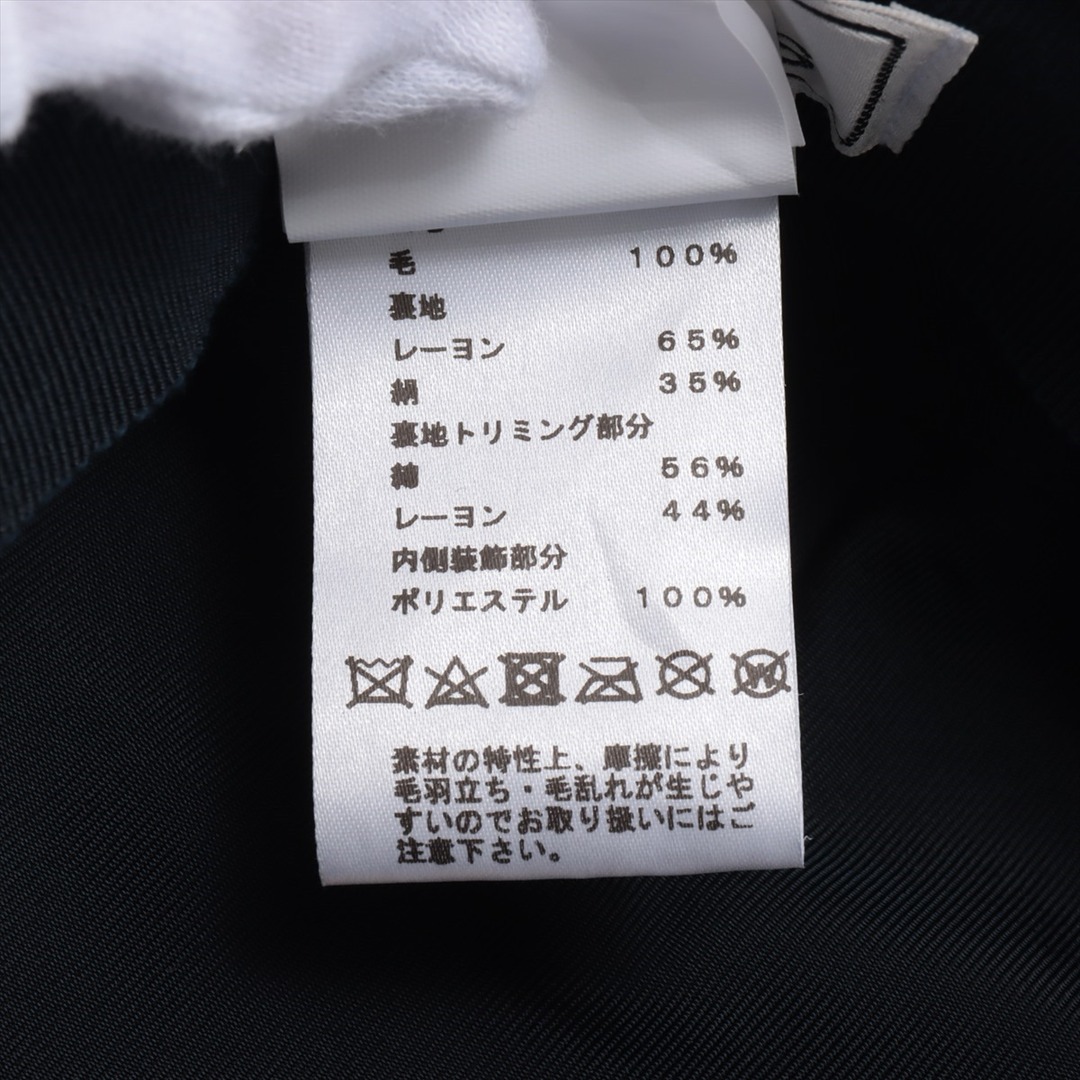 毛 100%
裏地
レーヨン 65%
絹 35%
裏地トリミング部分
綿 56%
レーヨン 44%
内側装飾部分
ポリエステル 100%
W
素材の特性上、摩擦により
毛羽立ち・毛乱れが生じや
すいのでお取り扱いにはご
注意下さい。